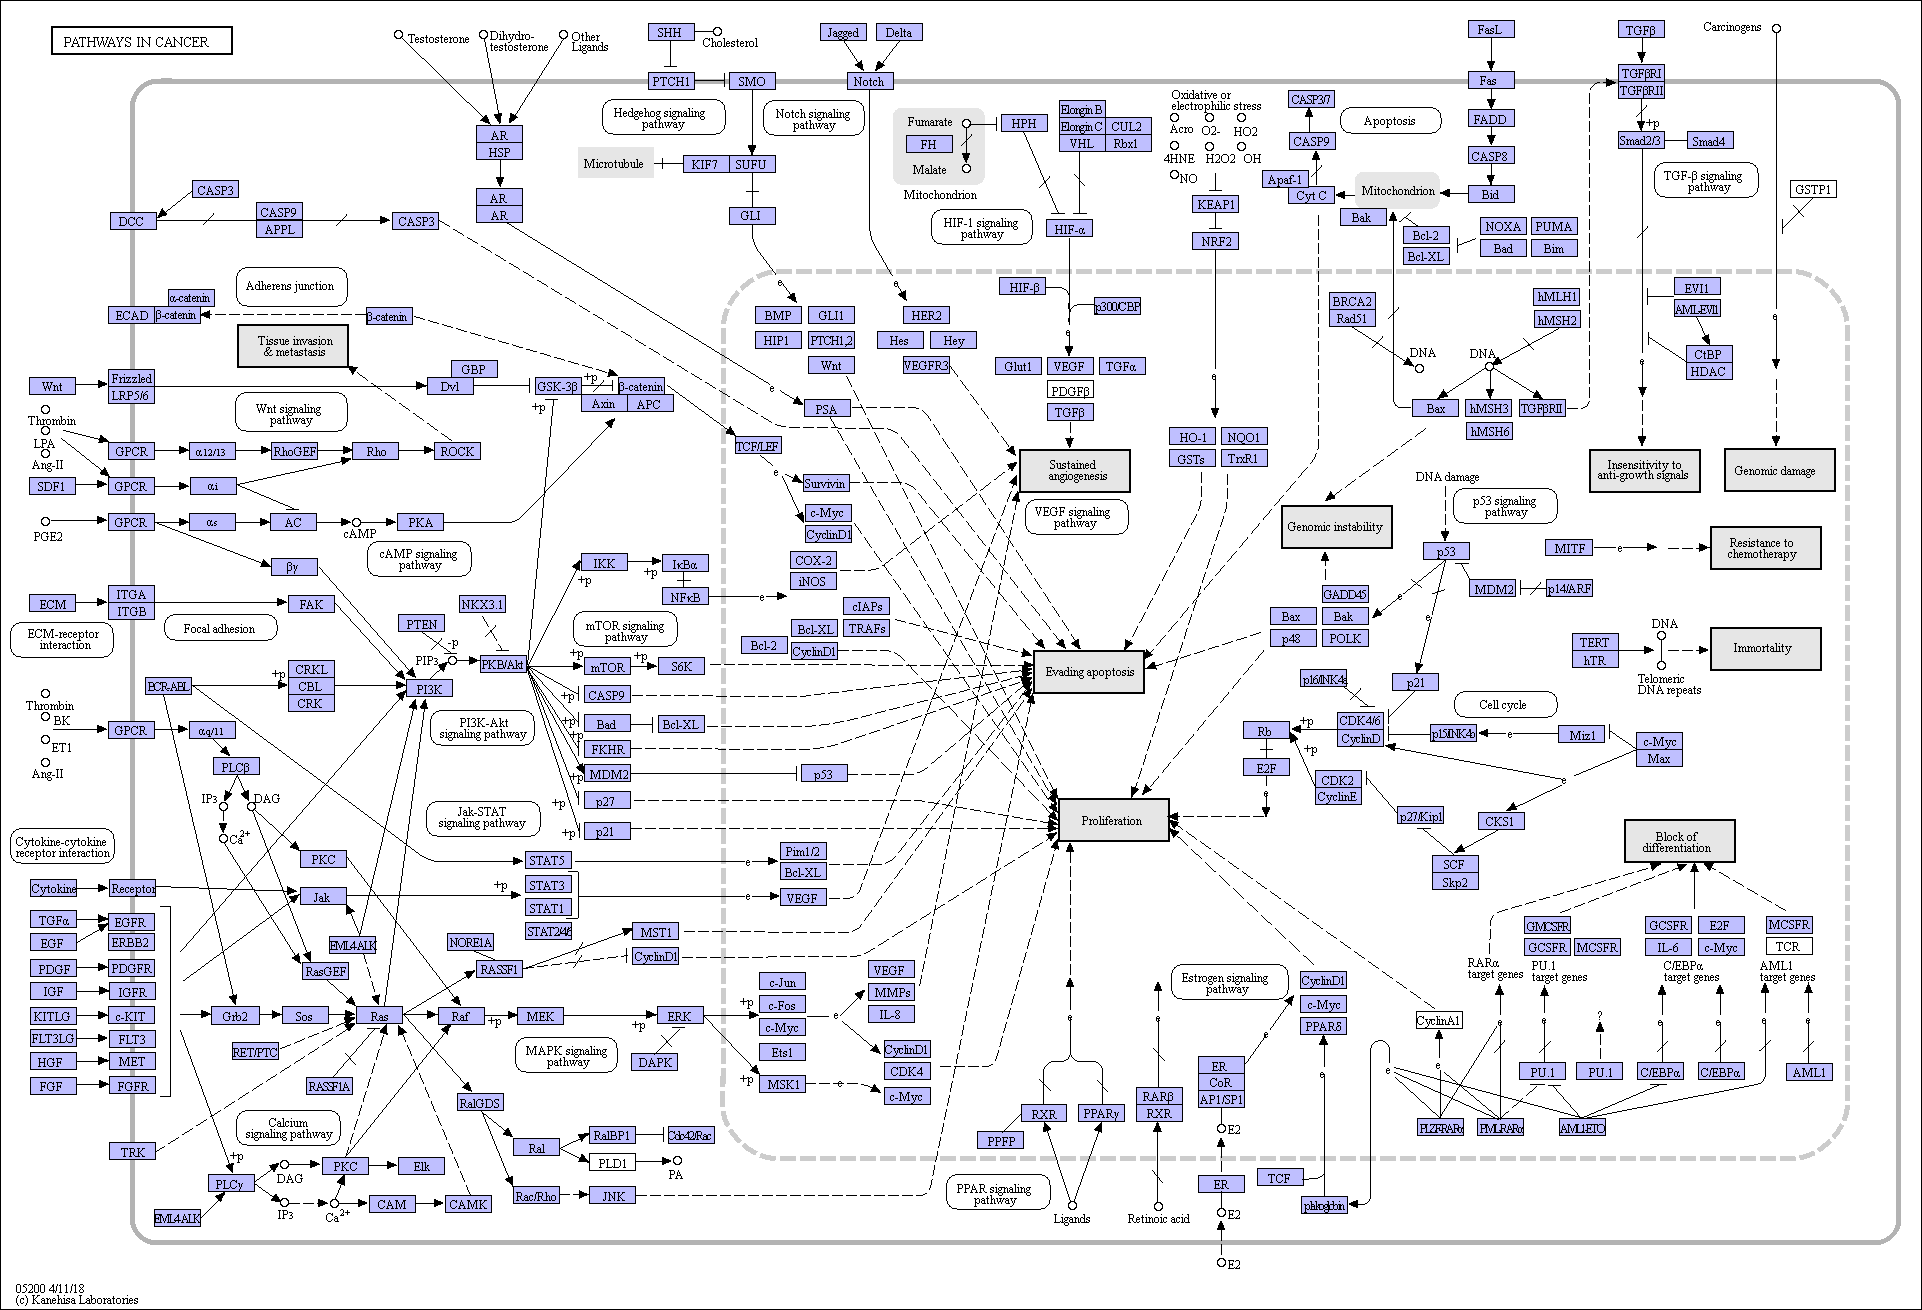 PATHWAYS IN CANCER
Testosterone
Dihydro-
testosterone
Other
Ligands
SHH
Cholesterol
Jagged
Delta
FasL
TGFβ
Carcinogens
PTCH1
SMO
Notch
Fas
TGFβRI
TGFβRII
Hedgehog signaling
pathway
Notch signaling
pathway
Fumarate
FH
Malate
Mitochondrion
HPH
Elongin B
Elongin C
CUL2
VHL
Rbx1
Oxidative or
electrophilic stress
Acro
O2-
HO2
4HNE
H2O2
OH
NO
CASP3/7
CASP9
Apoptosis
FADD
CASP8
+p
Smad2/3
Smad4
AR
HSP
AR
AR
Microtubule
KIF7
SUFU
GLI
HIF-1 signaling
pathway
HIF-α
KEAP1
NRF2
Apaf-1
Cyt C
Mitochondrion
Bid
Bak
Bcl-2
Bcl-XL
NOXA
PUMA
Bad
Bim
TGF-β signaling
pathway
GSTP1
CASP3
DCC
CASP9
APPL
CASP3
Adherens junction
α-catenin
ECAD
β-catenin
β-catenin
Tissue invasion
& metastasis
e
BMP
GLI1
HIP1
PTCH1,2
Wnt
e
HER2
Hes
Hey
VEGFR3
HIF-β
p300/CBP
e
Glut1
VEGF
TGFα
PDGFβ
TGFβ
BRCA2
Rad51
DNA
hMLH1
hMSH2
DNA
Bax
hMSH3
TGFβRII
hMSH6
EVI1
AML-EVI1
CtBP
HDAC
e
e
e
Wnt
Frizzled
LRP5/6
GBP
Dvl
GSK-3β
+p
+p
β-catenin
Axin
APC
Wnt signaling
pathway
Thrombin
LPA
Ang-II
GPCR
α12/13
RhoGEF
Rho
ROCK
SDF1
GPCR
αi
PGE2
GPCR
αs
AC
cAMP
PKA
cAMP signaling
pathway
βγ
e
PSA
TCF/LEF
e
Survivin
c-Myc
CyclinD1
COX-2
iNOS
Sustained
angiogenesis
VEGF signaling
pathway
HO-1
NQO1
GSTs
TrxR1
Genomic instability
DNA damage
p53 signaling
pathway
p53
Insensitivity to
anti-growth signals
Genomic damage
MITF
e
Resistance to
chemotherapy
MDM2
p14/ARF
e
e
ECM
ITGA
ITGB
FAK
ECM-receptor
interaction
Focal adhesion
PTEN
NKX3.1
PIP3
-p
PKB/Akt
IKK
+p
+p
IκBα
NFκB
e
mTOR signaling
pathway
cIAPs
Bcl-XL
TRAFs
Bcl-2
CyclinD1
GADD45
Bax
Bak
p48
POLK
DNA
TERT
hTR
Telomeric
DNA repeats
Immortality
BCR-ABL
CRKL
CBL
CRK
+p
PI3K
PI3K-Akt
signaling pathway
+p
mTOR
+p
S6K
+p
CASP9
+p
Bad
Bcl-XL
+p
FKHR
+p
MDM2
p53
+p
p27
+p
p21
Evading apoptosis
p21
p16/INK4a
Cell cycle
Rb
+p
+p
CDK4/6
CyclinD
p15/INK4b
e
Miz1
c-Myc
Max
E2F
e
CDK2
CyclinE
e
p27/Kip1
CKS1
SCF
Skp2
Thrombin
BK
ET1
Ang-II
GPCR
αq/11
PLCβ
IP3
DAG
Ca2+
Jak-STAT
signaling pathway
Proliferation
Block of
differentiation
Cytokine-cytokine
receptor interaction
PKC
Cytokine
Receptor
Jak
+p
STAT5
e
STAT3
STAT1
STAT2/4/6
e
Pim1/2
Bcl-XL
VEGF
TGFα
EGFR
EGF
ERBB2
PDGF
PDGFR
IGF
IGFR
KITLG
c-KIT
FLT3LG
FLT3
HGF
MET
FGF
FGFR
EML4-ALK
RasGEF
NORE1A
RASSF1
MST1
CyclinD1
Grb2
Sos
Ras
Raf
+p
MEK
+p
ERK
+p
DAPK
RET/PTC
RASSF1A
MAPK signaling
pathway
c-Jun
c-Fos
c-Myc
Ets1
e
VEGF
MMPs
IL-8
CyclinD1
CDK4
+p
MSK1
e
c-Myc
Estrogen signaling
pathway
e
e
CyclinD1
c-Myc
PPARδ
e
e
CyclinA1
RARα
target genes
GMCSFR
GCSFR
MCSFR
PU.1
target genes
GCSFR
E2F
IL-6
c-Myc
C/EBPα
target genes
MCSFR
TCR
AML1
target genes
?
e
e
e
e
e
e
e
e
PU.1
PU.1
C/EBPα
C/EBPα
AML1
PLZF-RARα
PML-RARα
AML1-ETO
TRK
Calcium
signaling pathway
+p
PLCγ
EML4-ALK
DAG
IP3
PKC
Elk
Ca2+
CAM
CAMK
RalGDS
Ral
RalBP1
Cdc42/Rac
PLD1
PA
Rac/Rho
JNK
RXR
PPARγ
PPFP
PPAR signaling
pathway
Ligands
RARβ
RXR
Retinoic acid
ER
CoR
AP1/SP1
E2
ER
E2
E2
TCF
05200 4/11/18
(c) Kanehisa Laboratories